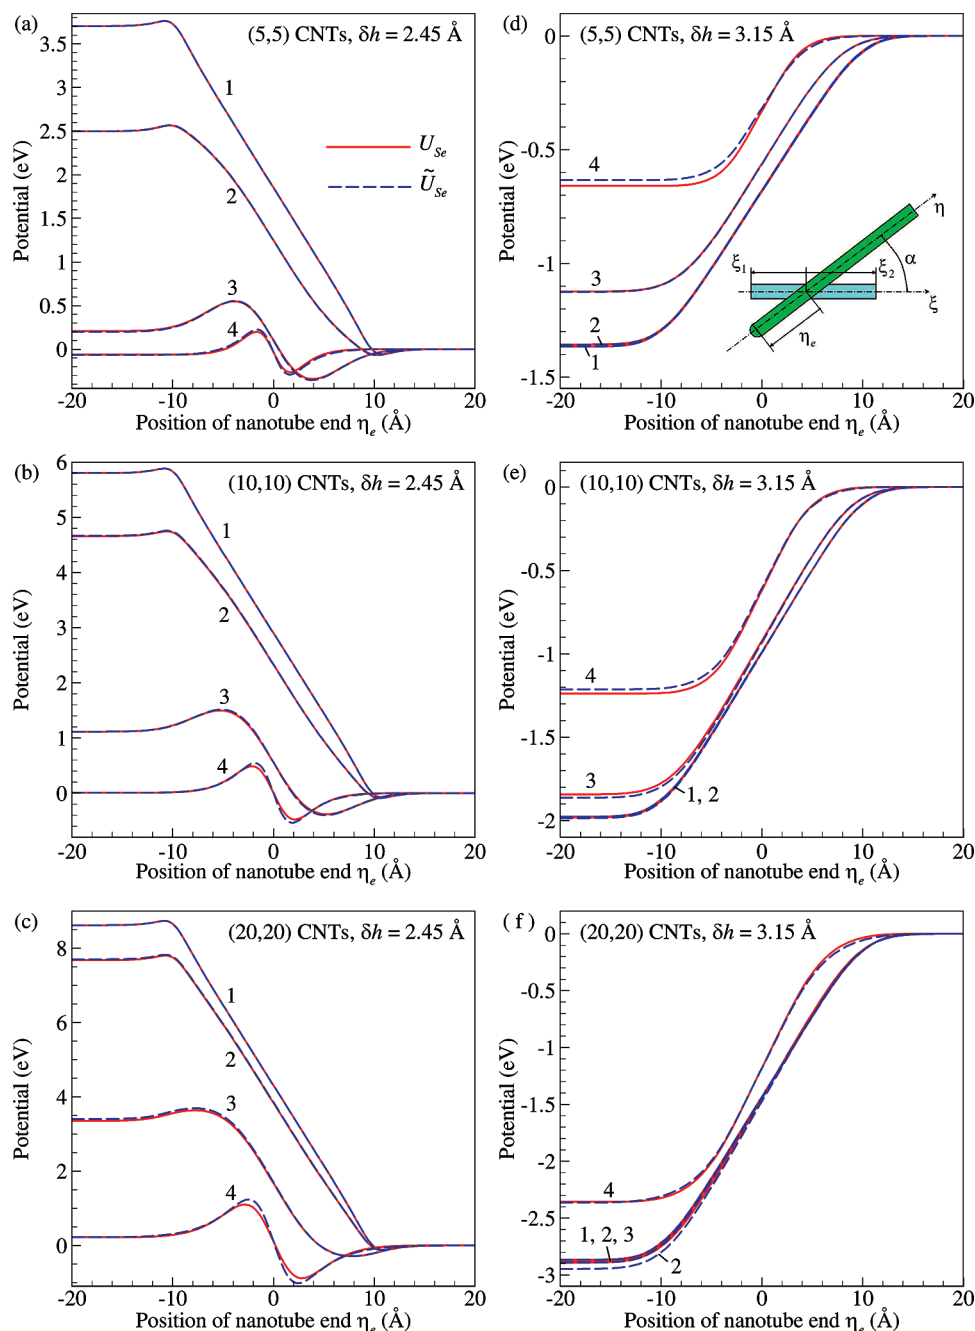 (a)
(5,5) CNTs, δh = 2.45 Å
Potential (eV)
3.5
3
2.5
2
1.5
1
0.5
0
1
2
3
4
U_Se
Ũ_Se
-20
-10
0
10
20
Position of nanotube end η_e (Å)
(d)
(5,5) CNTs, δh = 3.15 Å
Potential (eV)
0
-0.5
-1
-1.5
4
3
2
1
η
α
ξ_1
ξ_2
ξ
η_e
-20
-10
0
10
20
Position of nanotube end η_e (Å)
(b)
(10,10) CNTs, δh = 2.45 Å
Potential (eV)
6
5
4
3
2
1
0
1
2
3
4
-20
-10
0
10
20
Position of nanotube end η_e (Å)
(e)
(10,10) CNTs, δh = 3.15 Å
Potential (eV)
0
-0.5
-1
-1.5
-2
4
3
1, 2
-20
-10
0
10
20
Position of nanotube end η_e (Å)
(c)
(20,20) CNTs, δh = 2.45 Å
Potential (eV)
8
6
4
2
0
1
2
3
4
-20
-10
0
10
20
Position of nanotube end η_e (Å)
( f )
(20,20) CNTs, δh = 3.15 Å
Potential (eV)
0
-0.5
-1
-1.5
-2
-2.5
-3
4
1, 2, 3
2
-20
-10
0
10
20
Position of nanotube end η_e (Å)